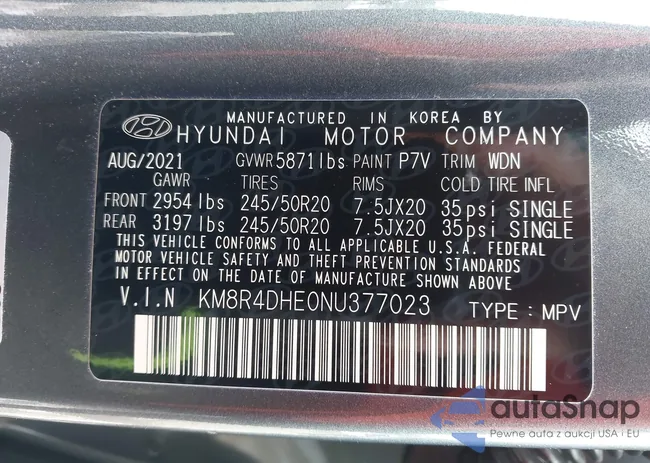 MANUFACTURED IN KOREA BY
HYUNDAI MOTOR COMPANY
AUG/2021 GVWR 5871lbs PAINT P7V TRIM WDN
GAWR TIRES RIMS COLD TIRE INFL
FRONT 2954 lbs 245/50R20 7.5JX20 35psi SINGLE
REAR 3197 lbs 245/50R20 7.5JX20 35psi SINGLE
THIS VEHICLE CONFORMS TO ALL APPLICABLE U.S.A. FEDERAL
MOTOR VEHICLE SAFETY AND THEFT PREVENTION STANDARDS
IN EFFECT ON THE DATE OF MANUFACTURE SHOWN ABOVE
V.I.N KM8R4DHE0NU377023 TYPE : MPV
autoSnap
Pewne auta z aukcji USA i EU